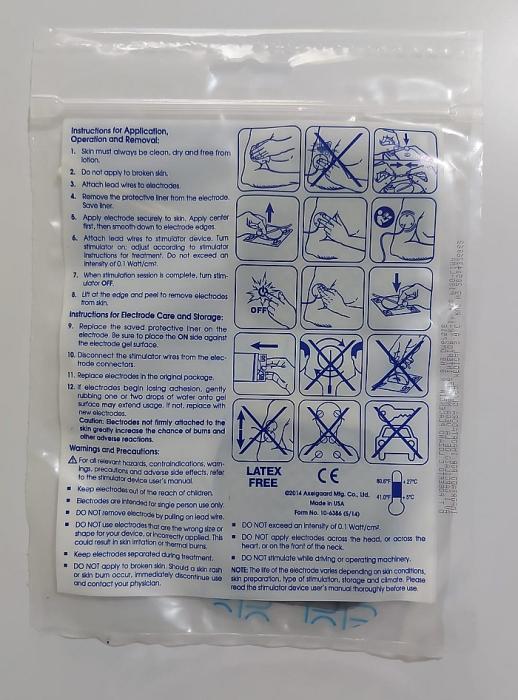 Instructions for Application,
Operation and Removal:
1. Skin must always be clean, dry and free from
lotion.
2. Do not apply to broken skin.
3. Attach lead wires to electrodes.
4. Remove the protective liner from the electrode.
Save liner.
5. Apply electrode securely to skin. Apply center
first, then smooth down to electrode edges.
6. Attach lead wires to stimulator device. Turn
stimulator on; adjust according to stimulator
instructions for treatment. Do not exceed an
intensity of 0.1 Watt/cm².
7. When stimulation session is complete, turn stim-
ulator OFF.
8. Lift at the edge and peel to remove electrodes
from skin.
Instructions for Electrode Care and Storage:
9. Replace the saved protective liner on the
electrode. Be sure to place the ON side against
the electrode gel surface.
10. Disconnect the stimulator wires from the elec-
trode connectors.
11. Replace electrodes in the original package.
12. If electrodes begin losing adhesion, gently
rubbing one or two drops of water onto gel
surface may extend usage. If not, replace with
new electrodes.
Caution: Electrodes not firmly attached to the
skin greatly increase the chance of burns and
other adverse reactions.
Warnings and Precautions:
For all relevant hazards, contraindications, warn-
ings, precautions and adverse side effects, refer
to the stimulator device user's manual.
▪ Keep electrodes out of the reach of children.
▪ Electrodes are intended for single person use only.
▪ DO NOT remove electrode by pulling on lead wire.
▪ DO NOT use electrodes that are the wrong size or
shape for your device, or incorrectly applied. This
could result in skin irritation or thermal burns.
▪ Keep electrodes separated during treatment.
▪ DO NOT apply to broken skin. Should a skin rash
or skin burn occur, immediately discontinue use
and contact your physician.
OFF
LATEX
FREE
CE
©2014 Axelgaard Mfg. Co., Ltd.
Made in USA
Form No. 10-6386 (5/14)
80.6°F +27°C
41.0°F +5°C
▪ DO NOT exceed an intensity of 0.1 Watt/cm².
▪ DO NOT apply electrodes across the head, or across the
heart, or on the front of the neck.
▪ DO NOT stimulate while driving or operating machinery.
NOTE: The life of the electrode varies depending on skin conditions,
skin preparation, type of stimulation, storage and climate. Please
read the stimulator device user's manual thoroughly before use.